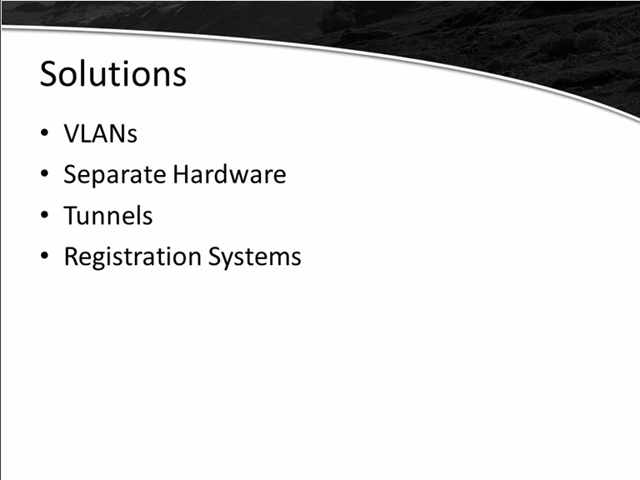 Solutions
• VLANs
• Separate Hardware
• Tunnels
• Registration Systems